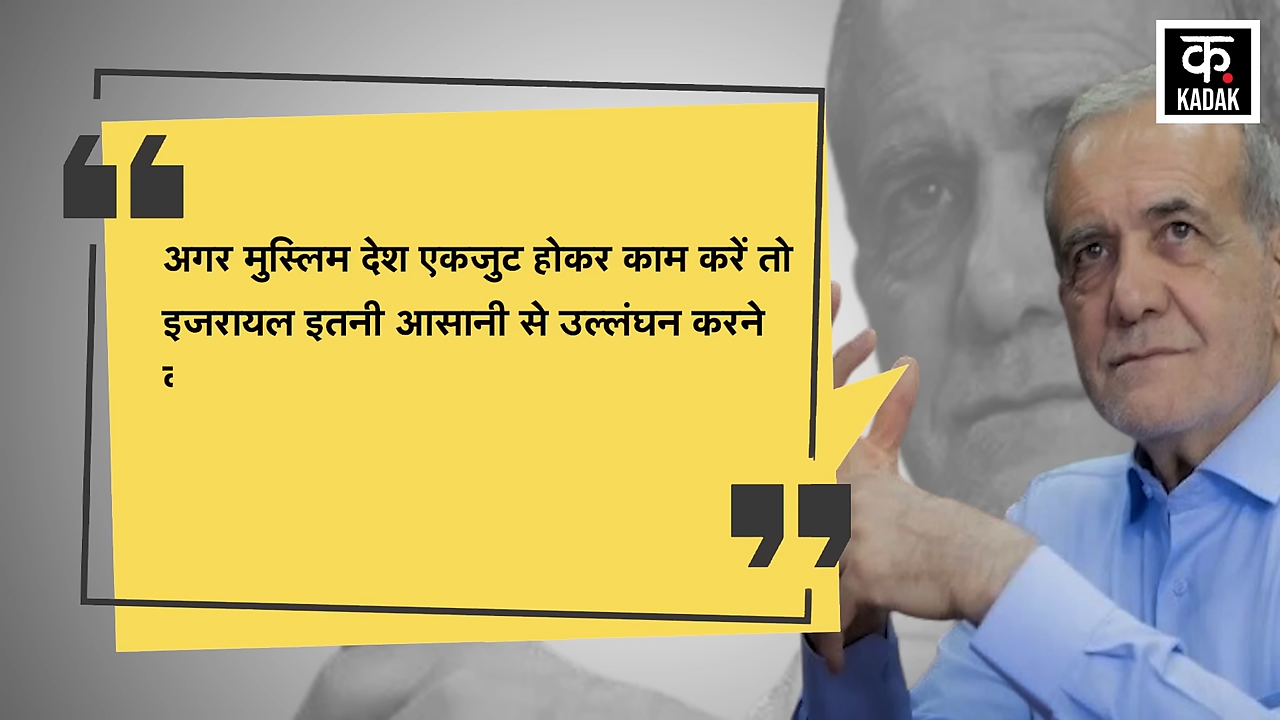 क
KADAK
अगर मुस्लिम देश एकजुट होकर काम करें तो
इजरायल इतनी आसानी से उल्लंघन करने